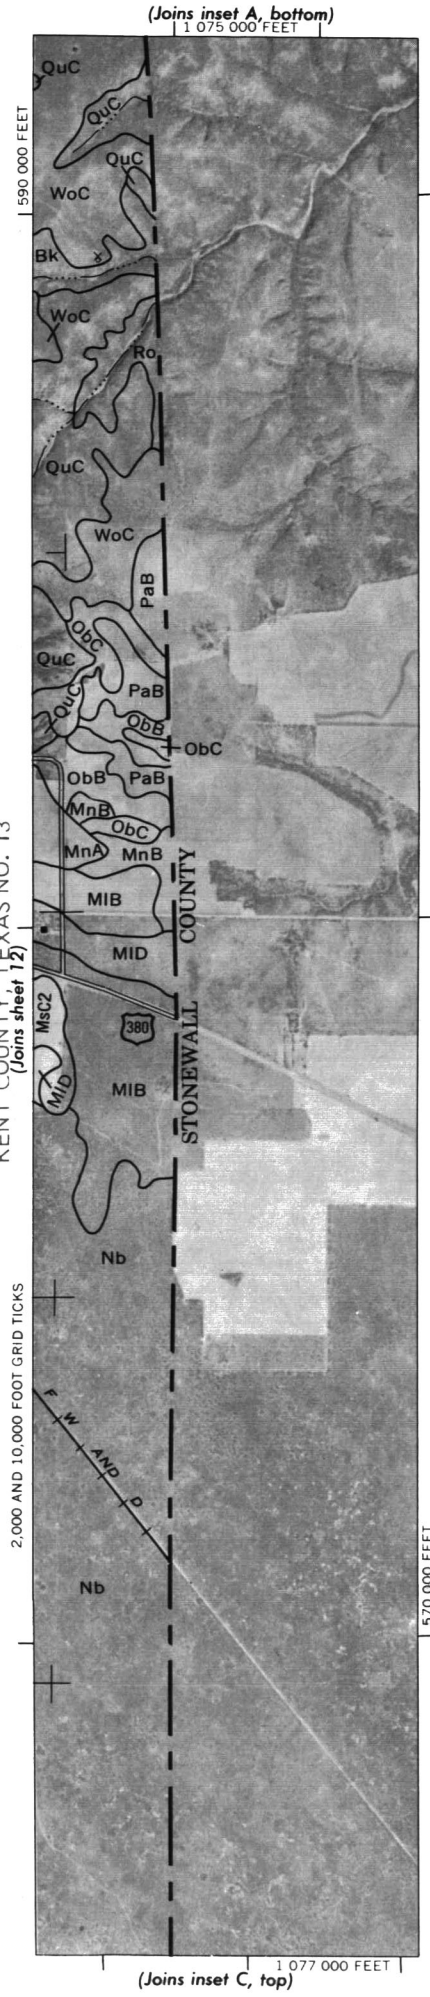 (Joins inset A, bottom)
1 075 000 FEET
590 000 FEET
QuC
QuC
QuC
WoC
Bk
WoC
Ro
QuC
WoC
PaB
ObC
QuC
PaB
QuC
ObB
ObC
ObB
PaB
MnB
ObC
MnA
MnB
MIB
COUNTY
MID
KENT COUNTY, TEXAS NO. 13
(Joins sheet 12)
MsC2
380
STONEWALL
MID
MIB
Nb
2,000 AND 10,000 FOOT GRID TICKS
F W AND D
Nb
570 000 FEET
1 077 000 FEET
(Joins inset C, top)